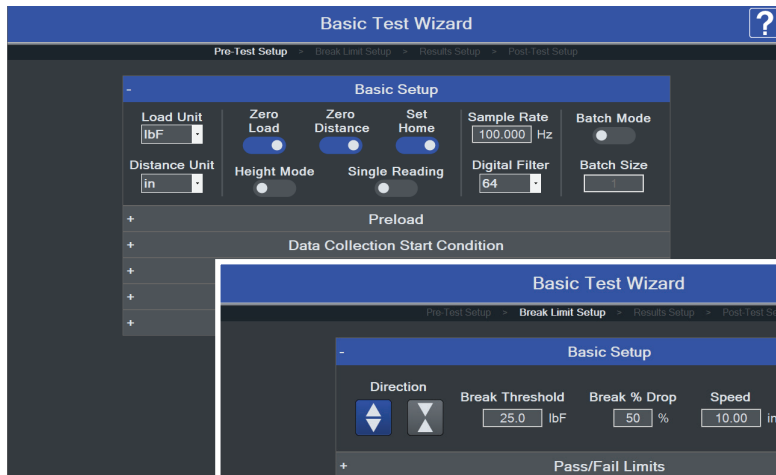 Basic Test Wizard
?
Pre-Test Setup > Break Limit Setup > Results Setup > Post-Test Setup
- Basic Setup
Load Unit Zero Load Zero Distance Set Home Sample Rate Batch Mode
lbF 100.000 Hz
Distance Unit Height Mode Single Reading Digital Filter Batch Size
in 64 1
+ Preload
+ Data Collection Start Condition
+
+
+
Basic Test Wizard
Pre-Test Setup > Break Limit Setup > Results Setup > Post-Test Se
- Basic Setup
Direction Break Threshold Break % Drop Speed
25.0 lbF 50 % 10.00 in
+ Pass/Fail Limits